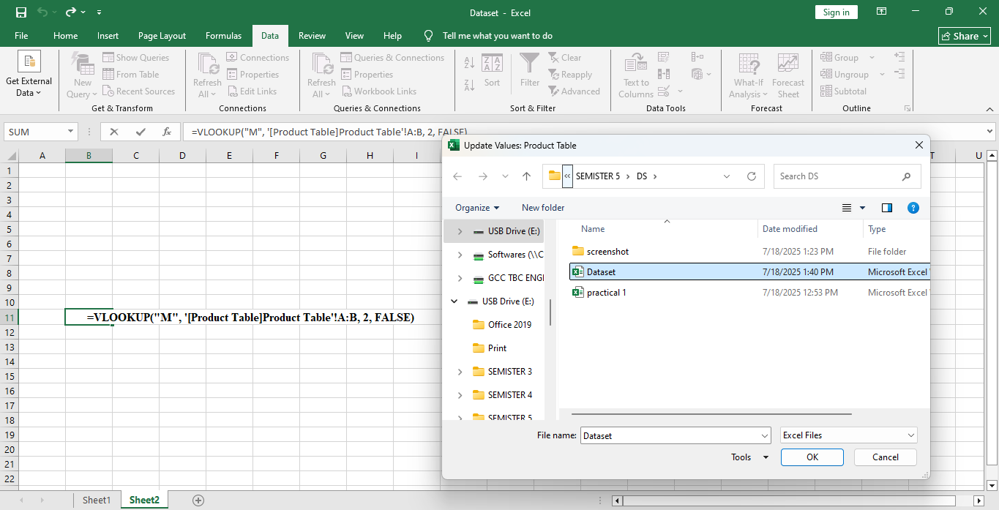 Dataset - Excel
Sign in
File Home Insert Page Layout Formulas Data Review View Help Tell me what you want to do
Share
Get External Data
New Query
Show Queries
From Table
Recent Sources
Get & Transform
Refresh All
Connections
Properties
Edit Links
Connections
Refresh All
Queries & Connections
Properties
Workbook Links
Queries & Connections
Sort
Filter
Clear
Reapply
Advanced
Sort & Filter
Text to Columns
Data Tools
What-If Analysis
Forecast Sheet
Forecast
Group
Ungroup
Subtotal
Outline
SUM
fx
=VLOOKUP("M", '[Product Table]Product Table'!A:B, 2, FALSE)
A B C D E F G H I T U
1
2
3
4
5
6
7
8
9
10
11 =VLOOKUP("M", '[Product Table]Product Table'!A:B, 2, FALSE)
12
13
14
15
16
17
18
19
20
21
22
Update Values: Product Table
« SEMISTER 5 › DS ›
Search DS
Organize New folder
?
USB Drive (E:)
Softwares (\\C
GCC TBC ENGI
USB Drive (E:)
Office 2019
Print
SEMISTER 3
SEMISTER 4
SEMISTER 5
Name Date modified Type
screenshot 7/18/2025 1:23 PM File folder
Dataset 7/18/2025 1:40 PM Microsoft Excel
practical 1 7/18/2025 12:53 PM Microsoft Excel
File name: Dataset Excel Files
Tools OK Cancel
Sheet1 Sheet2